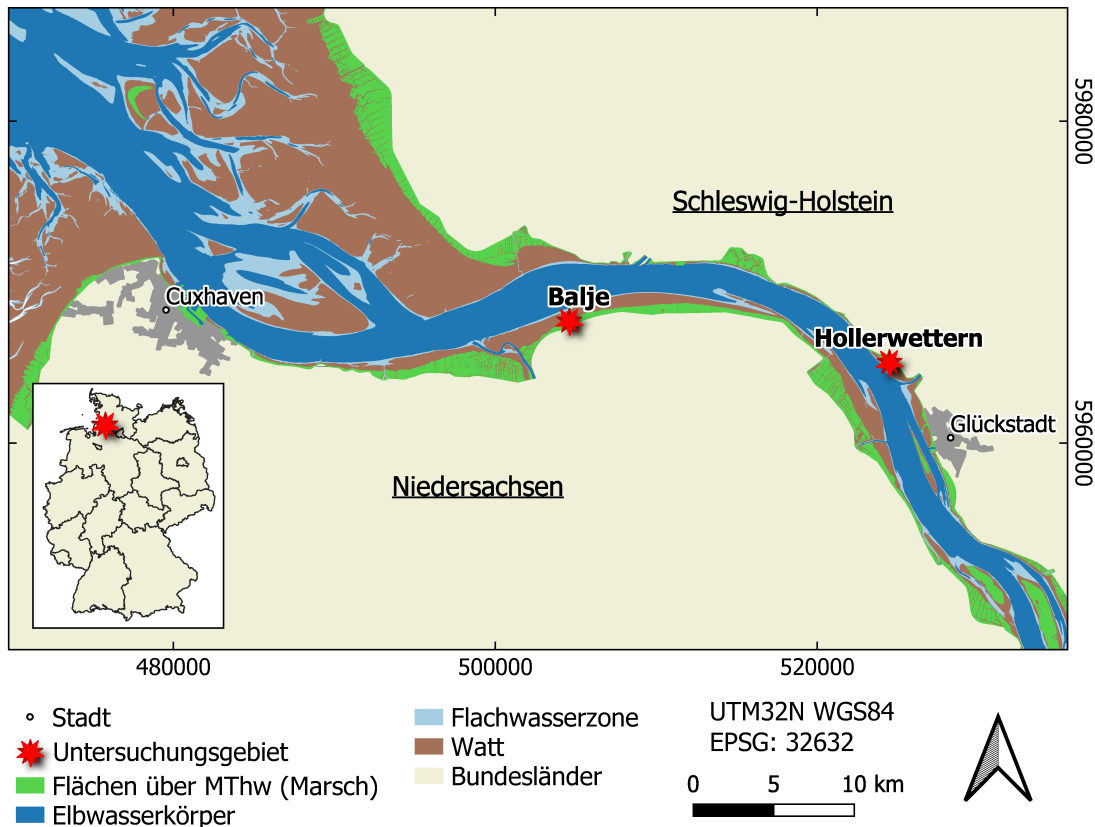 5980000
Schleswig-Holstein
Cuxhaven
Balje
Hollerwettern
Glückstadt
5960000
Niedersachsen
480000
500000
520000
Stadt
Untersuchungsgebiet
Flächen über MThw (Marsch)
Elbwasserkörper
Flachwasserzone
Watt
Bundesländer
UTM32N WGS84
EPSG: 32632
0 5 10 km